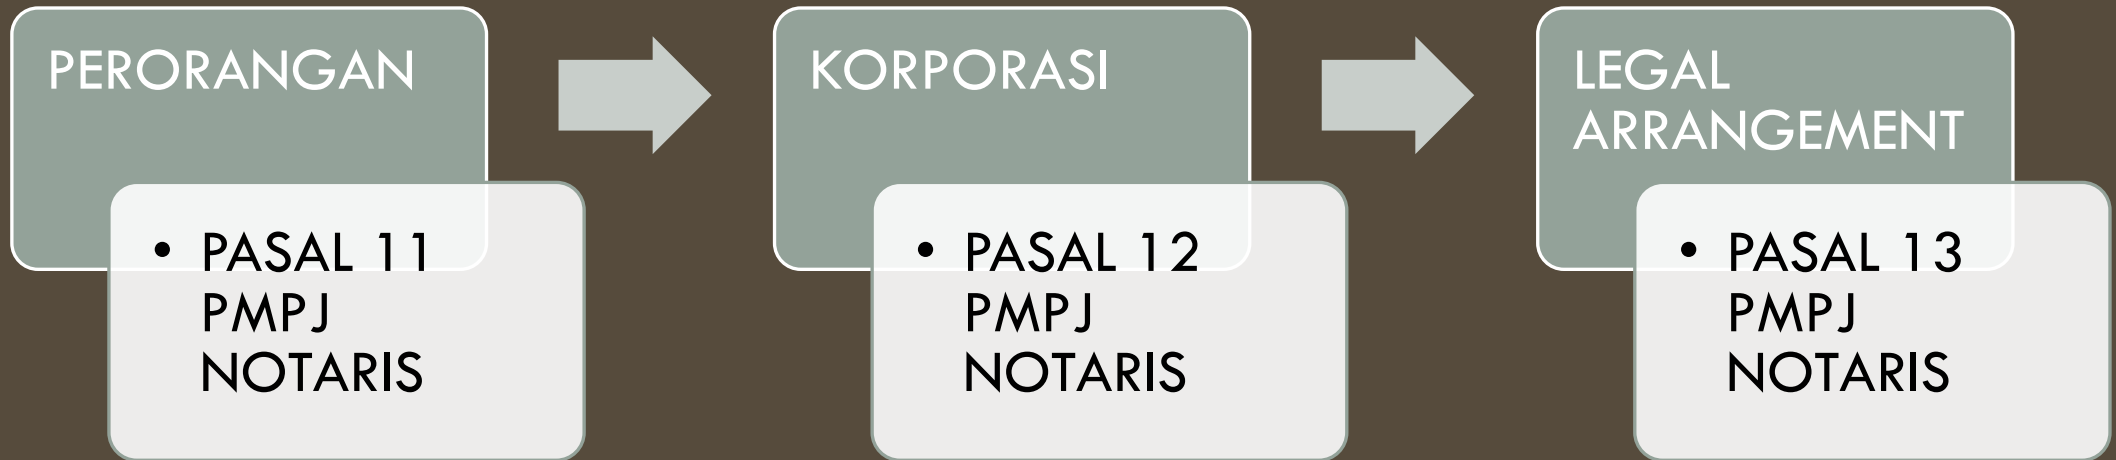 PERORANGAN
• PASAL 11
PMPJ
NOTARIS
KORPORASI
• PASAL 12
PMPJ
NOTARIS
LEGAL
ARRANGEMENT
• PASAL 13
PMPJ
NOTARIS